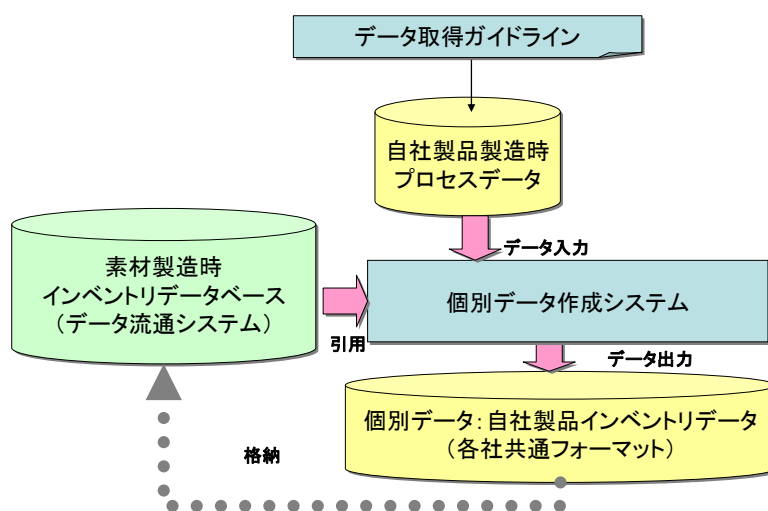 データ取得ガイドライン
自社製品製造時
プロセスデータ
データ入力
素材製造時
インベントリデータベース
（データ流通システム）
引用
個別データ作成システム
データ出力
個別データ：自社製品インベントリデータ
（各社共通フォーマット）
格納